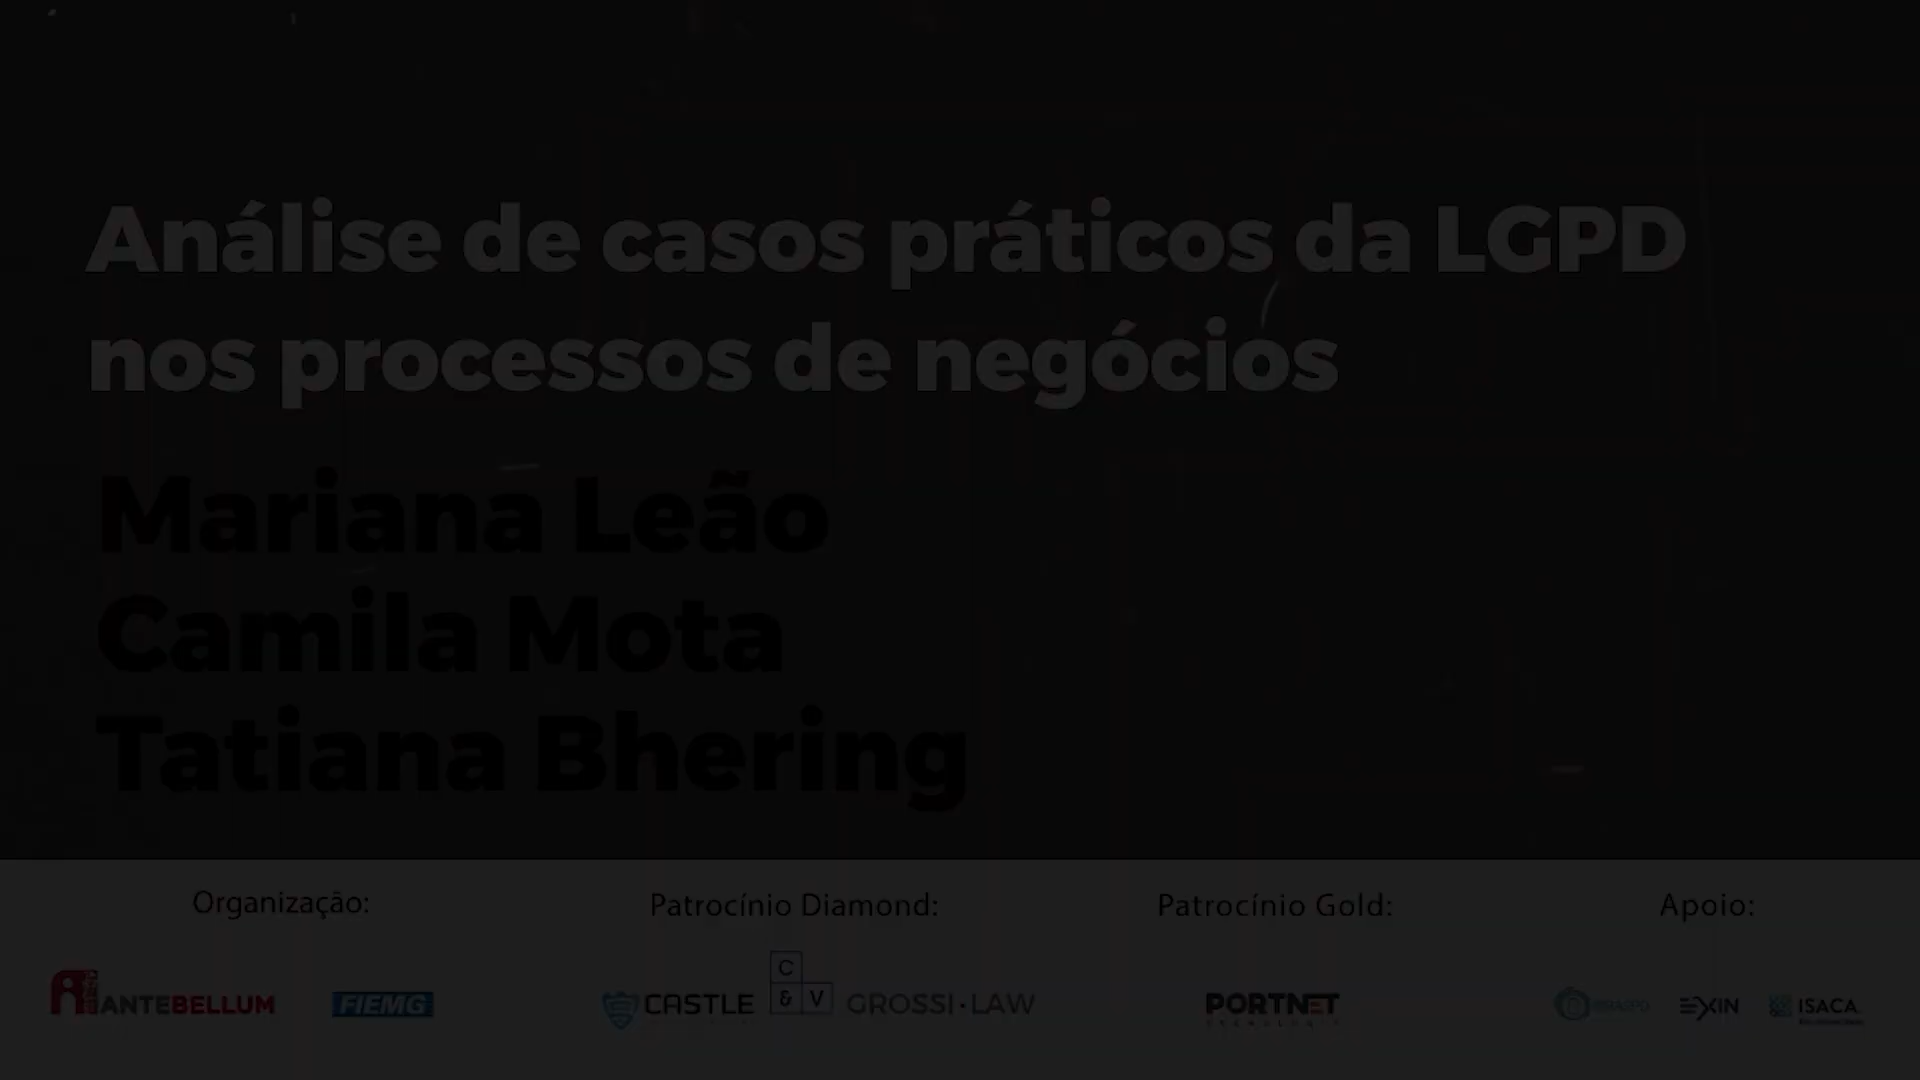 Análise de casos práticos da LGPD
nos processos de negócios
Mariana Leão
Camila Mota
Tatiana Bhering
Organização:
Patrocínio Diamond:
Patrocínio Gold:
Apoio:
ANTEBELLUM
FIEMG
CASTLE
C
& V
GROSSI·LAW
PORTNET
TECNOLOGIA
EXIN
ISACA